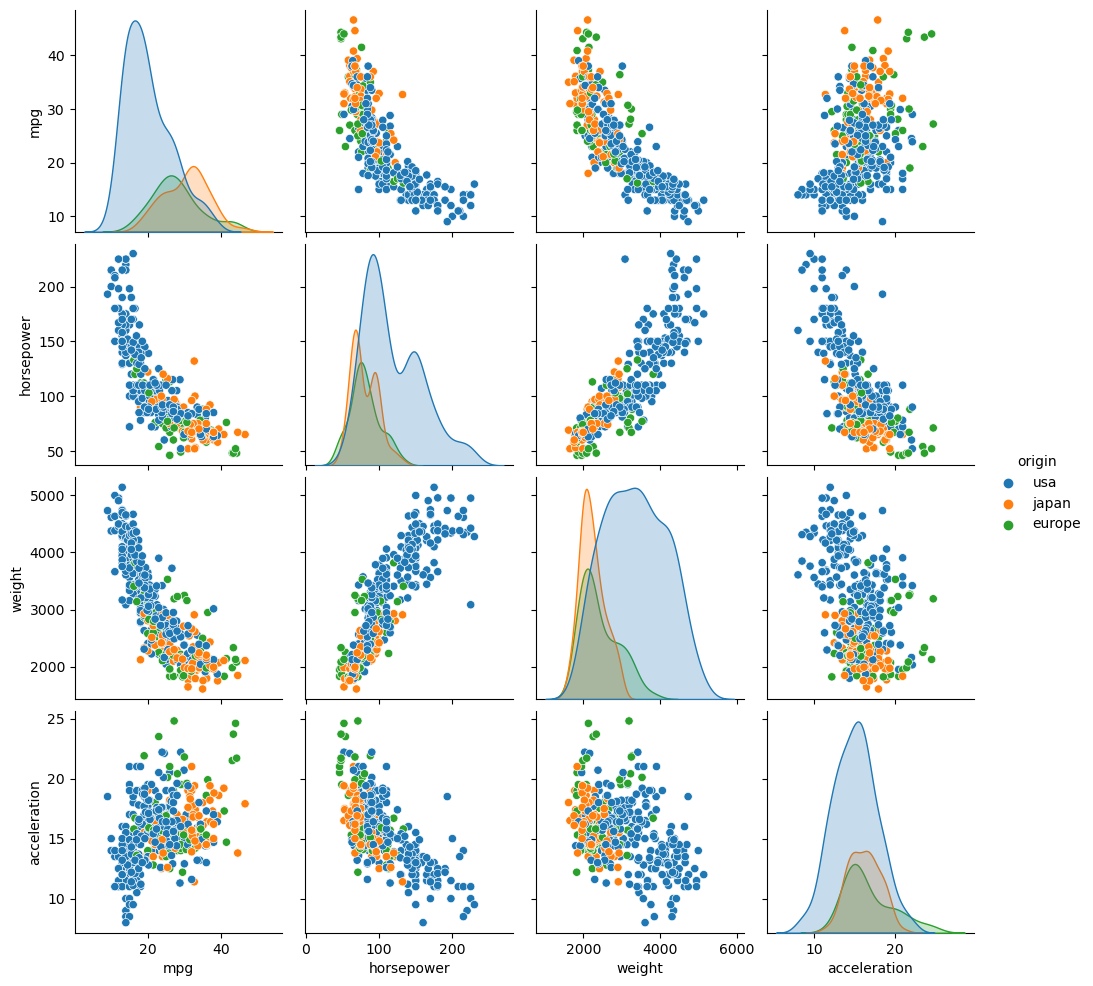 mpg
40
30
20
10
horsepower
200
150
100
50
origin
usa
japan
europe
weight
5000
4000
3000
2000
acceleration
25
20
15
10
20 40
0 100 200
2000 4000 6000
10 20
mpg horsepower weight acceleration